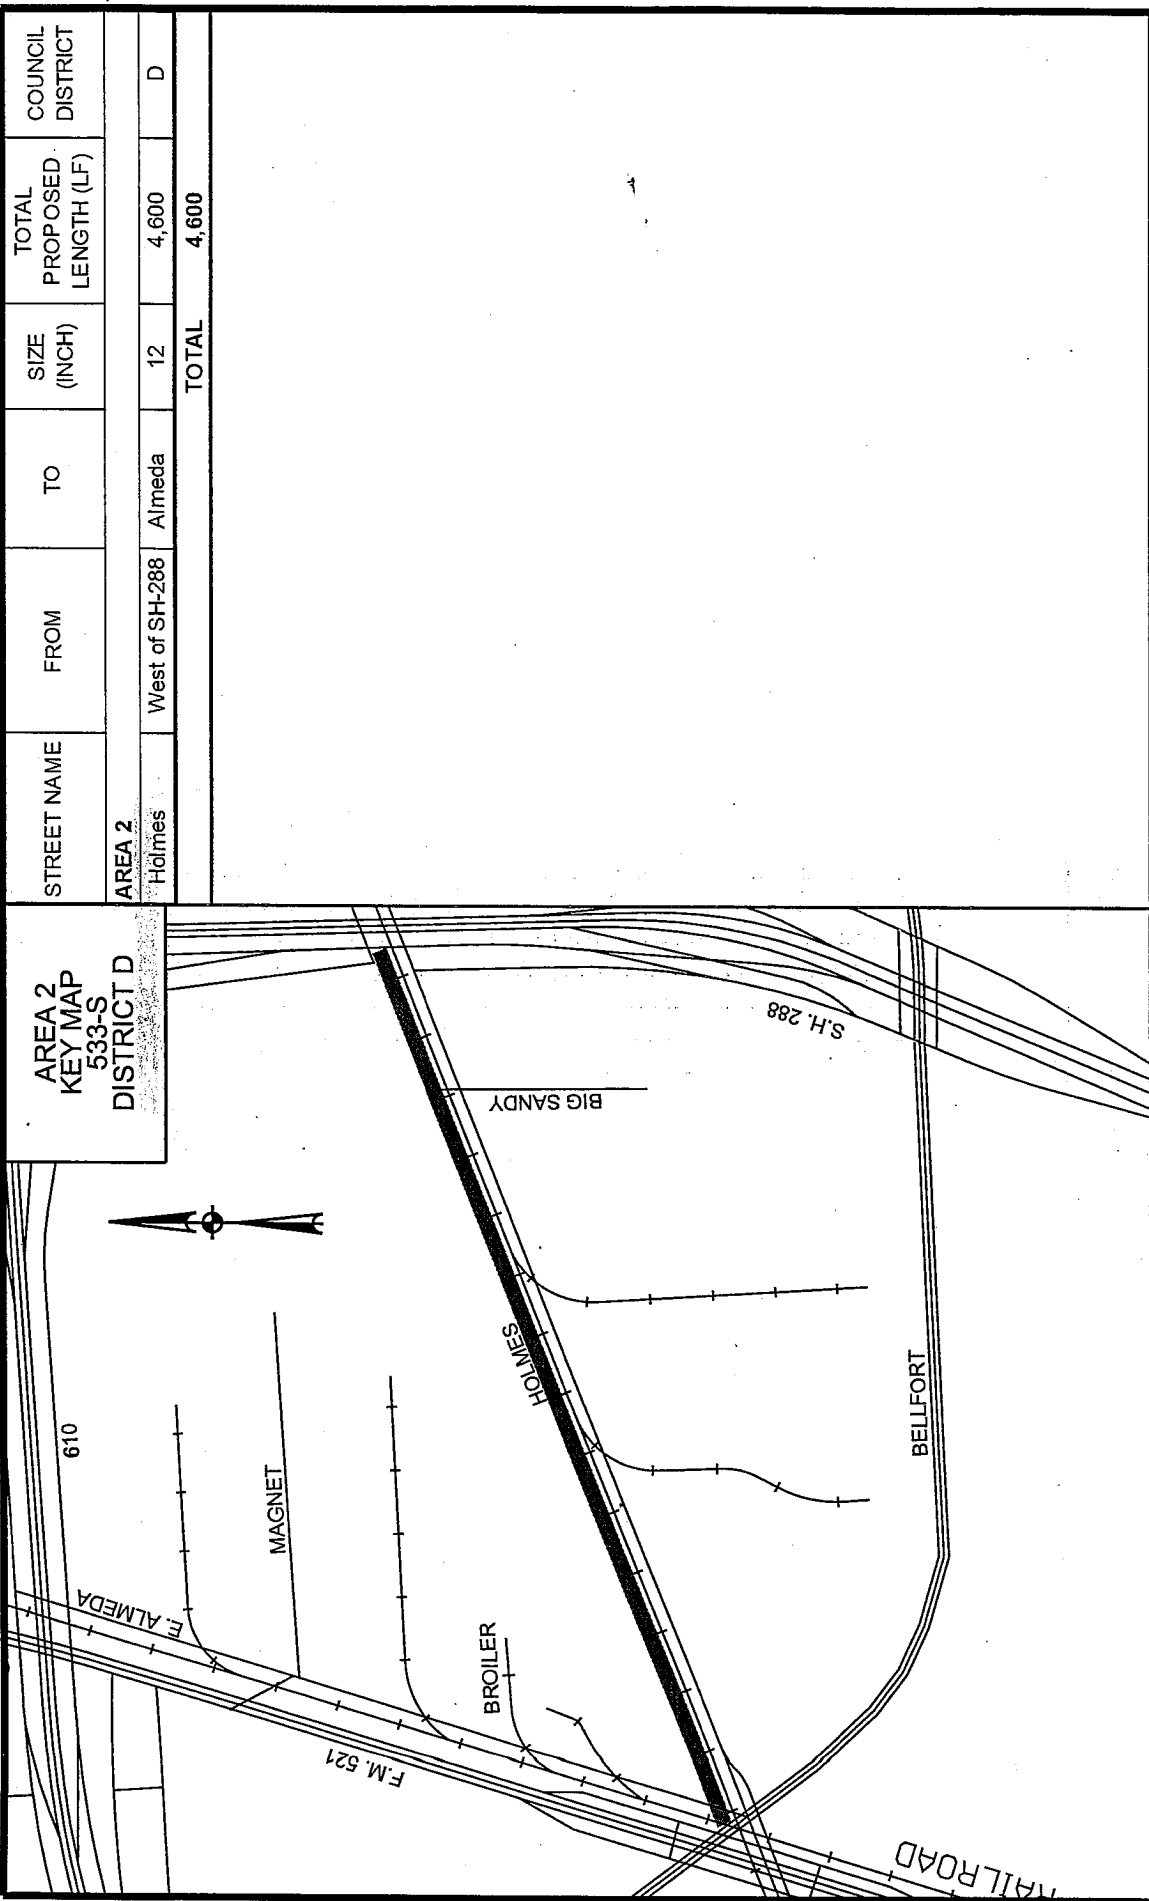 AREA 2
KEY MAP
533-S
DISTRICT D
610
E. ALMEDA
F.M. 521
MAGNET
BROILER
HOLMES
BIG SANDY
S.H. 288
BELLFORT
RAILROAD
STREET NAME FROM TO SIZE (INCH) TOTAL PROPOSED LENGTH (LF) COUNCIL DISTRICT
AREA 2
Holmes West of SH-288 Almeda 12 4,600 D
TOTAL 4,600